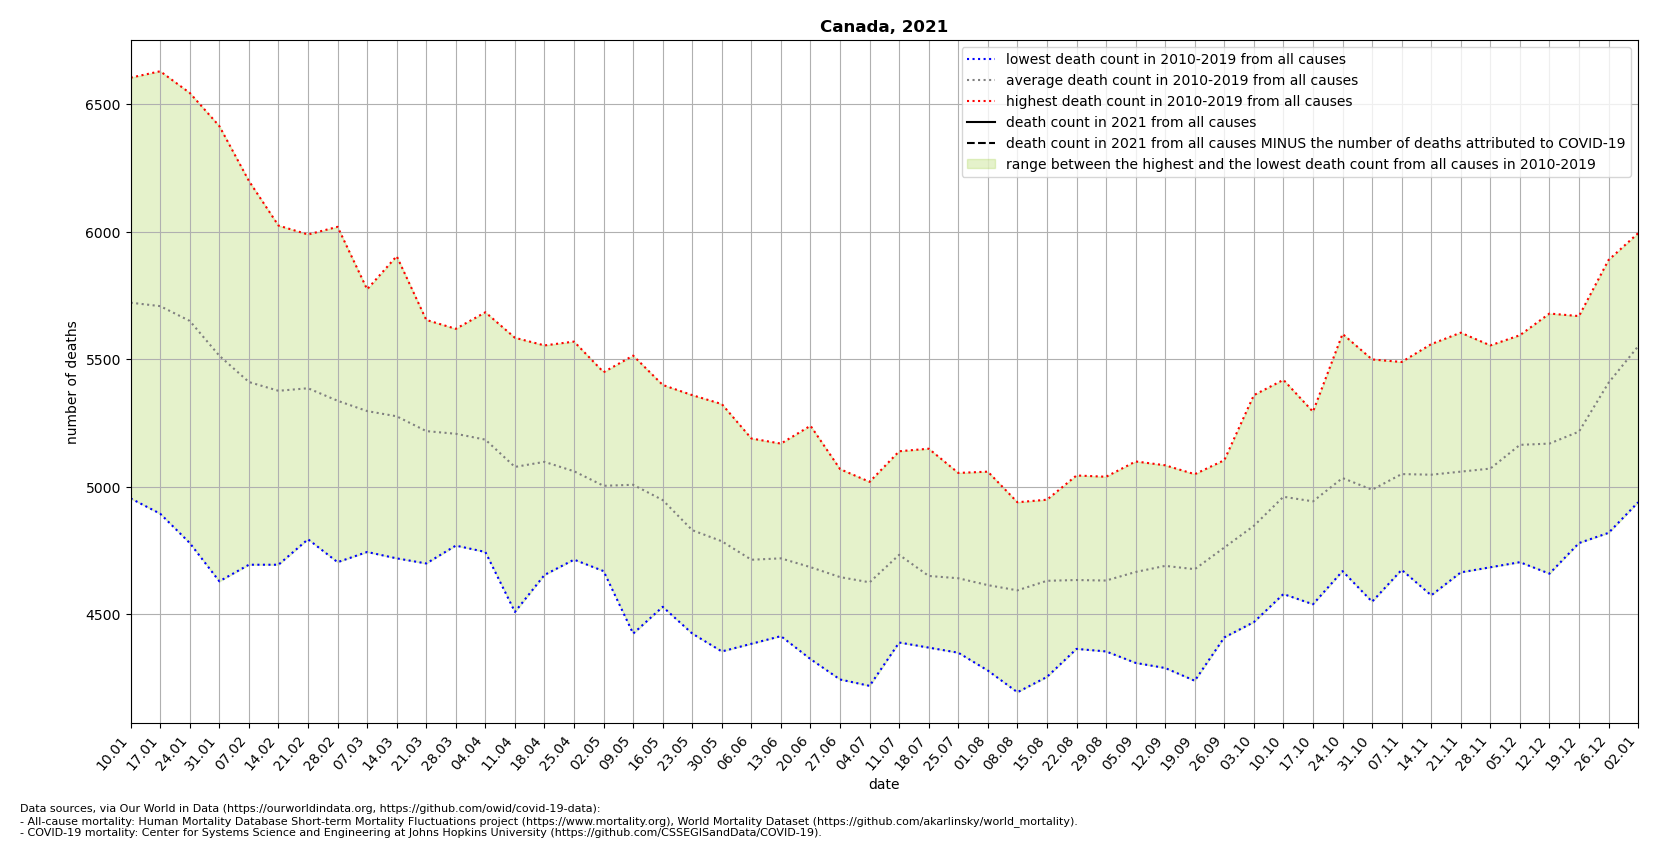 Canada, 2021
lowest death count in 2010-2019 from all causes
average death count in 2010-2019 from all causes
highest death count in 2010-2019 from all causes
death count in 2021 from all causes
death count in 2021 from all causes MINUS the number of deaths attributed to COVID-19
range between the highest and the lowest death count from all causes in 2010-2019
number of deaths
6500
6000
5500
5000
4500
10.01 17.01 24.01 31.01 07.02 14.02 21.02 28.02 07.03 14.03 21.03 28.03 04.04 11.04 18.04 25.04 02.05 09.05 16.05 23.05 30.05 06.06 13.06 20.06 27.06 04.07 11.07 18.07 25.07 01.08 08.08 15.08 22.08 29.08 05.09 12.09 19.09 26.09 03.10 10.10 17.10 24.10 31.10 07.11 14.11 21.11 28.11 05.12 12.12 19.12 26.12 02.01
date
Data sources, via Our World in Data (https://ourworldindata.org, https://github.com/owid/covid-19-data):
- All-cause mortality: Human Mortality Database Short-term Mortality Fluctuations project (https://www.mortality.org), World Mortality Dataset (https://github.com/akarlinsky/world_mortality).
- COVID-19 mortality: Center for Systems Science and Engineering at Johns Hopkins University (https://github.com/CSSEGISandData/COVID-19).